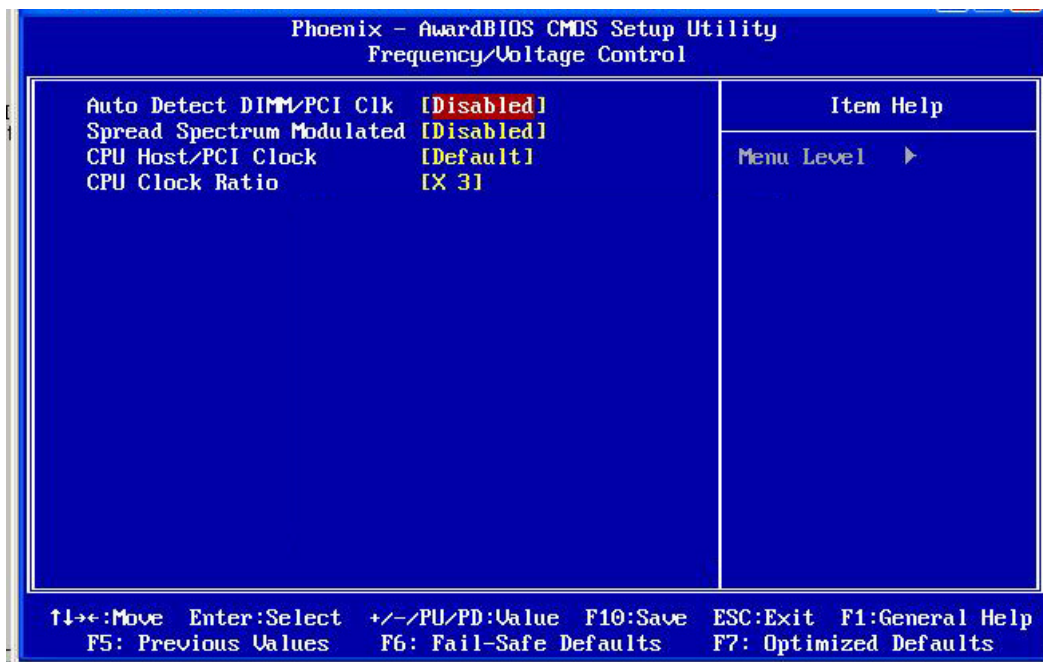 Phoenix - AwardBIOS CMOS Setup Utility
Frequency/Voltage Control
Auto Detect DIMM/PCI Clk [Disabled]
Spread Spectrum Modulated [Disabled]
CPU Host/PCI Clock [Default]
CPU Clock Ratio [X 3]
Item Help
Menu Level ▶
↑↓→←:Move Enter:Select +/-/PU/PD:Value F10:Save ESC:Exit F1:General Help
F5: Previous Values F6: Fail-Safe Defaults F7: Optimized Defaults